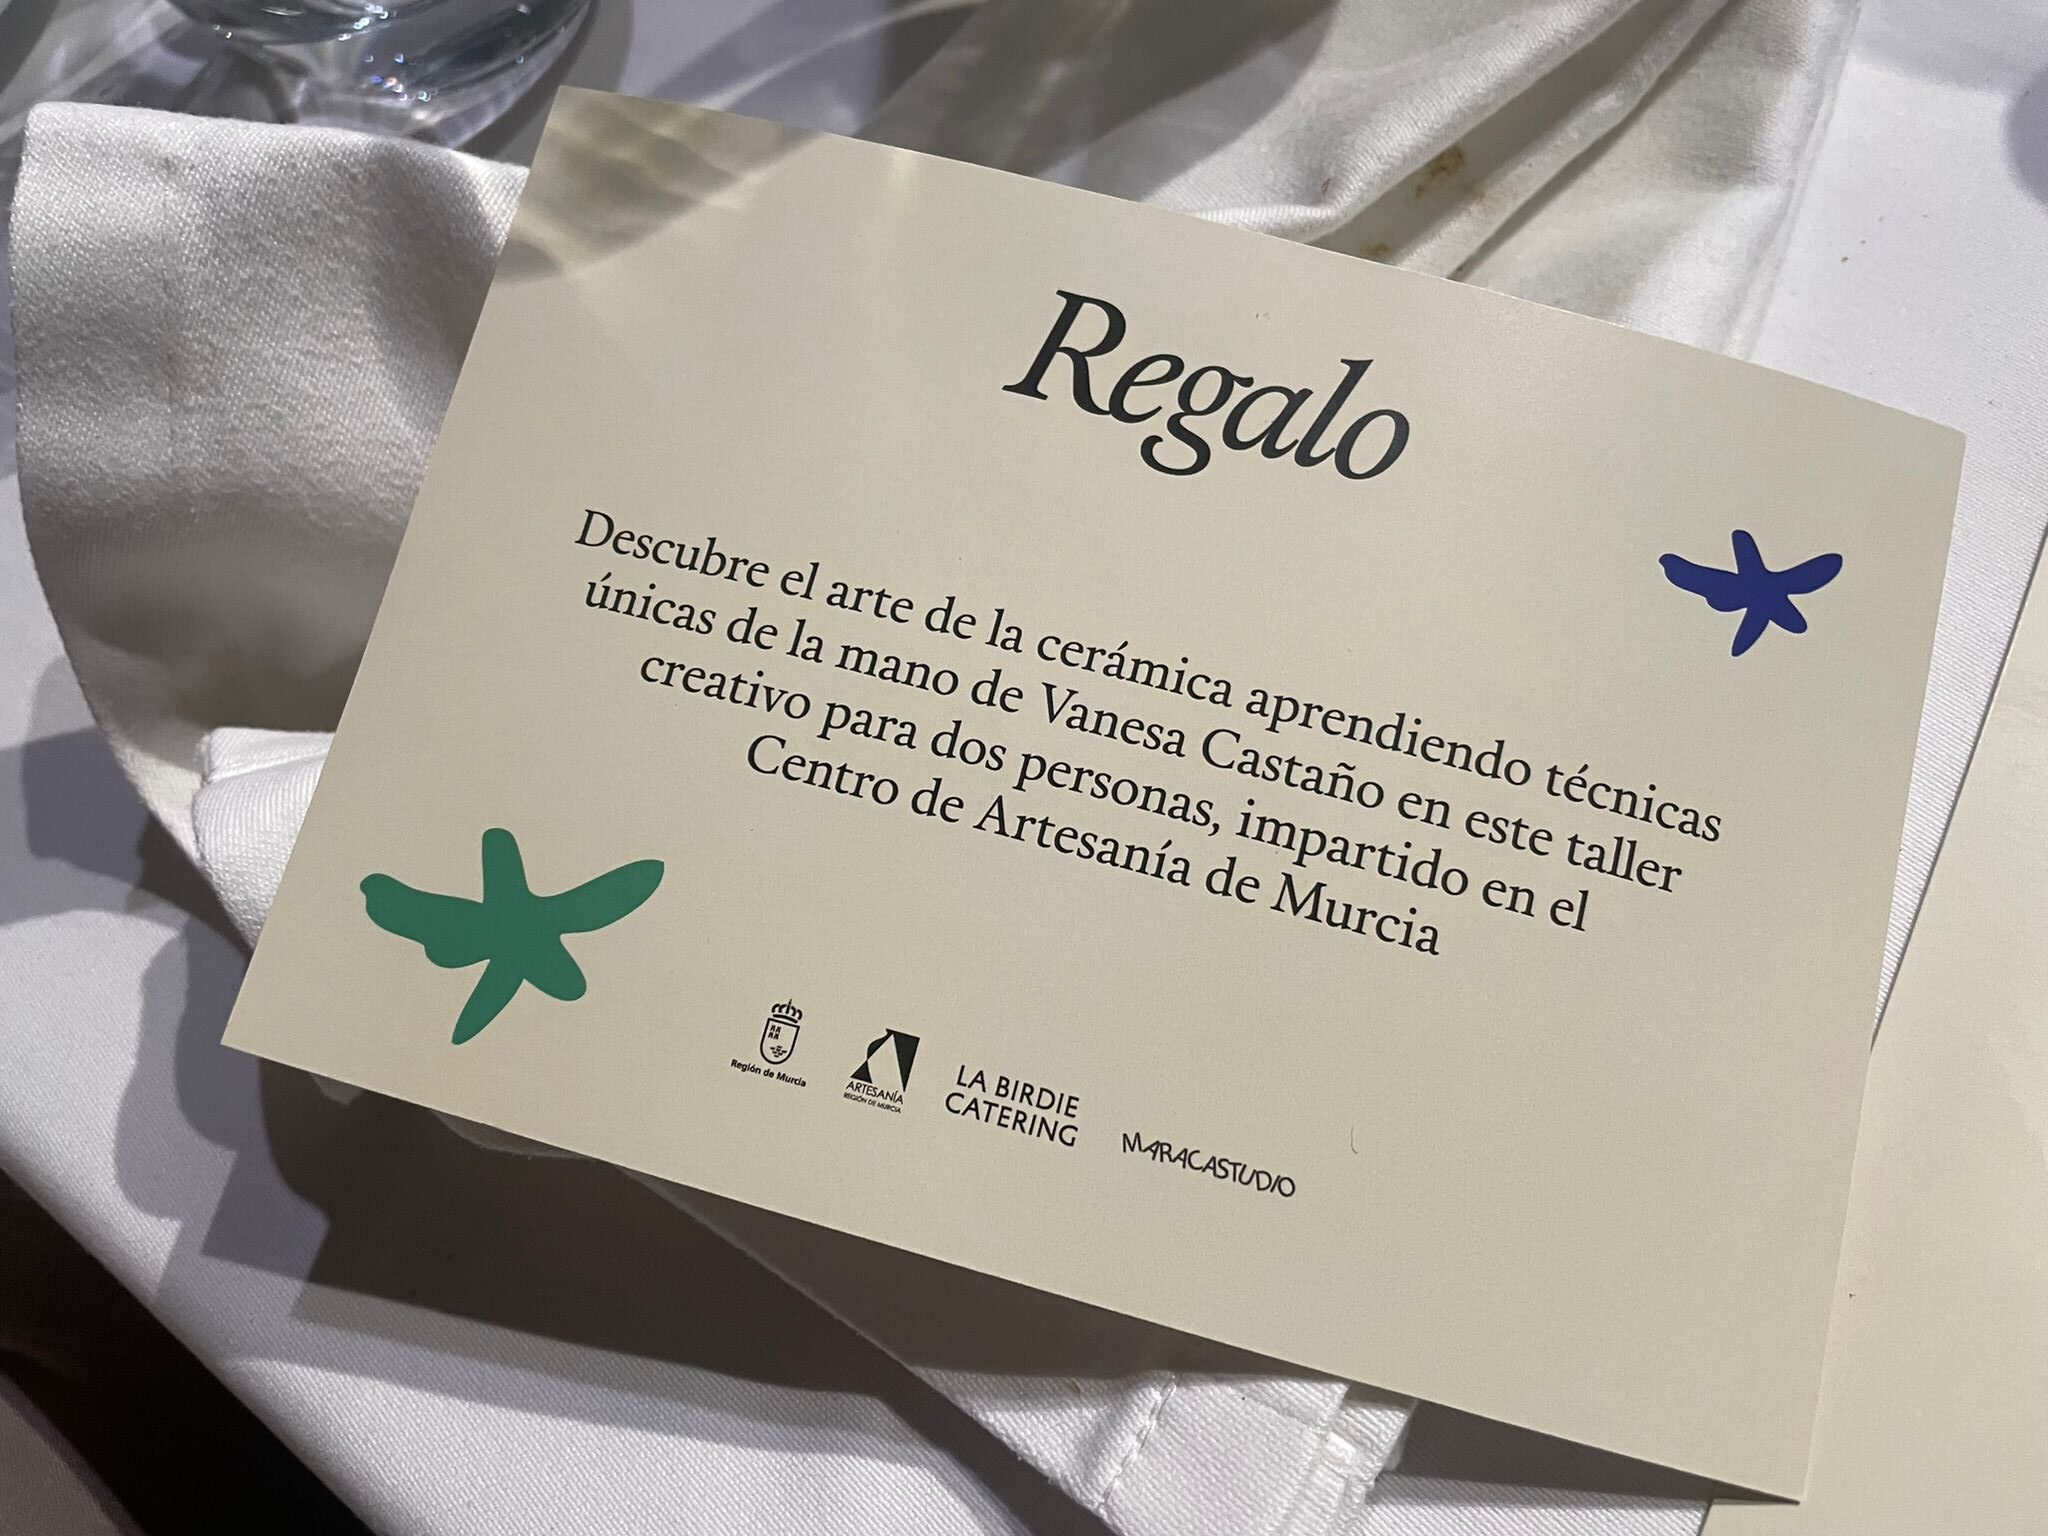 Regalo
Descubre el arte de la cerámica aprendiendo técnicas
únicas de la mano de Vanesa Castaño en este taller
creativo para dos personas, impartido en el
Centro de Artesanía de Murcia
Región de Murcia
ARTESANÍA
REGIÓN DE MURCIA
LA BIRDIE
CATERING
MARACASTUDIO